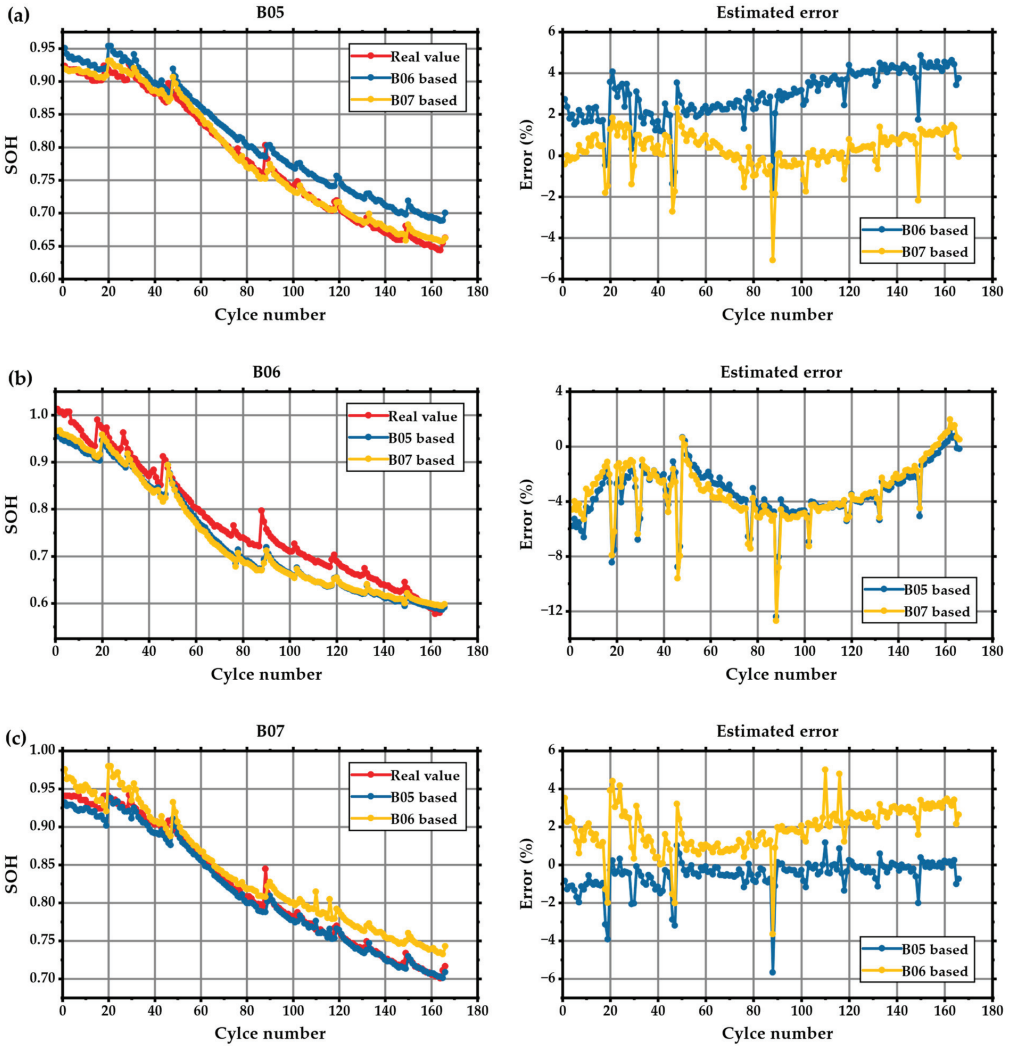 (a)
B05
SOH
0.95
0.90
0.85
0.80
0.75
0.70
0.65
0.60
0 20 40 60 80 100 120 140 160 180
Cylce number
Real value
B06 based
B07 based
Estimated error
Error (%)
6
4
2
0
−2
−4
−6
0 20 40 60 80 100 120 140 160 180
Cylce number
B06 based
B07 based
(b)
B06
SOH
1.0
0.9
0.8
0.7
0.6
0 20 40 60 80 100 120 140 160 180
Cylce number
Real value
B05 based
B07 based
Estimated error
Error (%)
4
0
−4
−8
−12
0 20 40 60 80 100 120 140 160 180
Cylce number
B05 based
B07 based
(c)
B07
SOH
1.00
0.95
0.90
0.85
0.80
0.75
0.70
0 20 40 60 80 100 120 140 160 180
Cylce number
Real value
B05 based
B06 based
Estimated error
Error (%)
6
4
2
0
−2
−4
−6
0 20 40 60 80 100 120 140 160 180
Cylce number
B05 based
B06 based